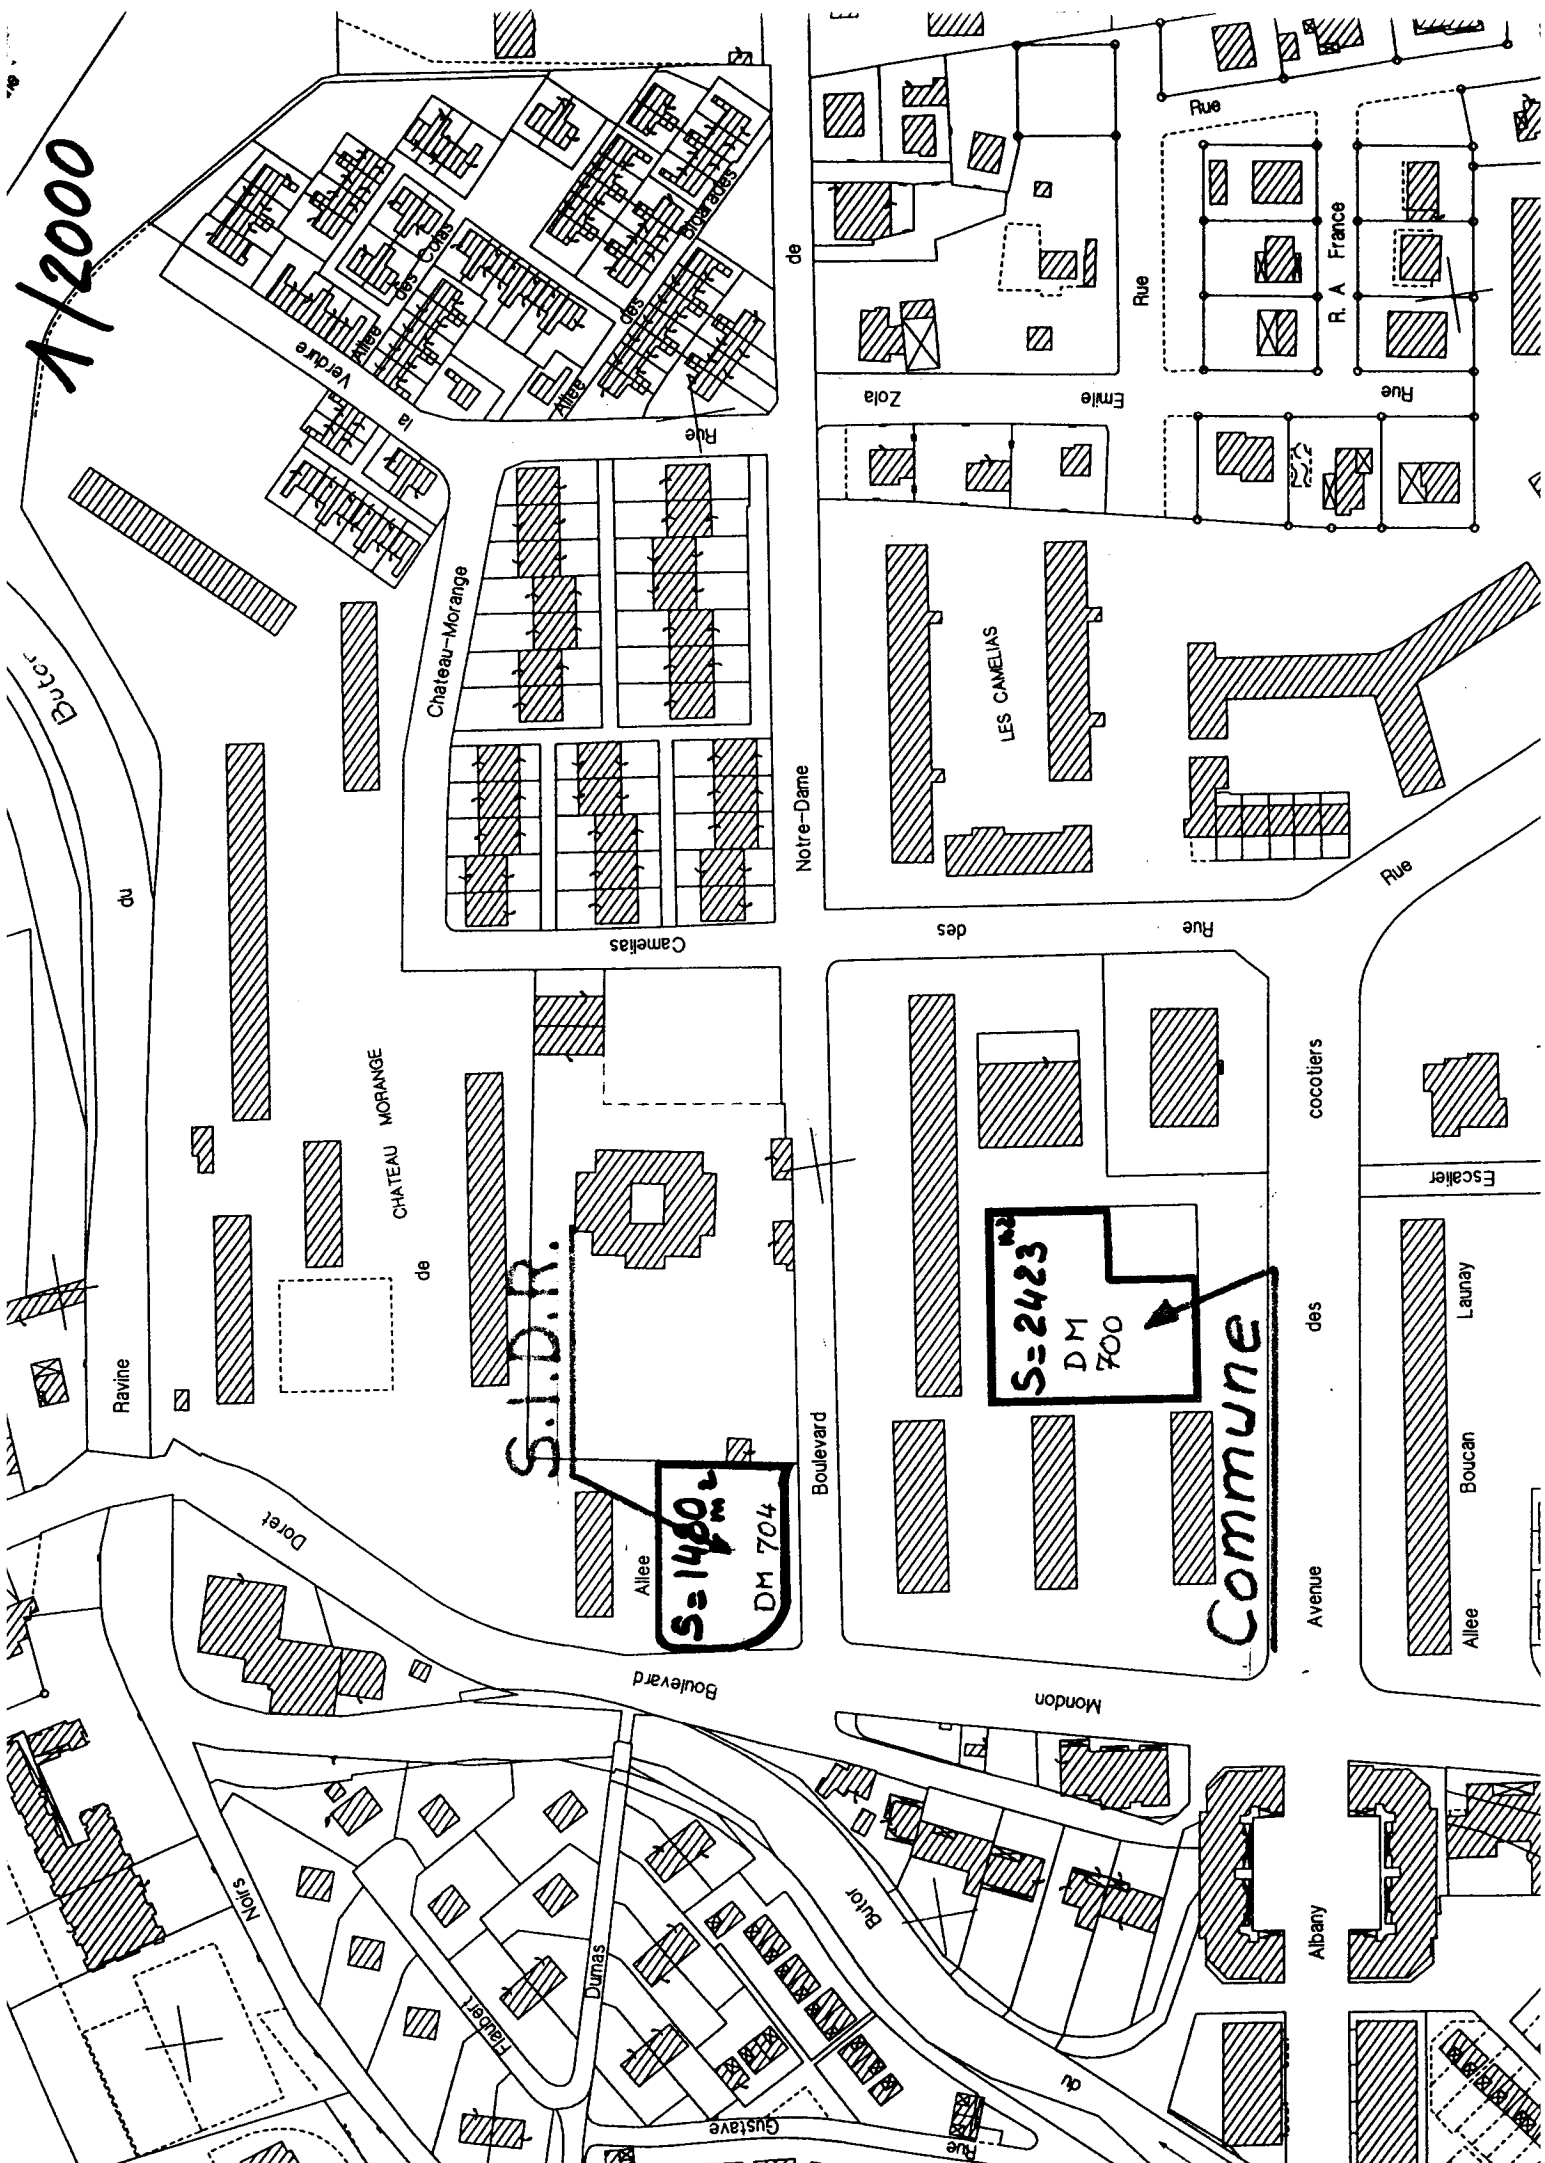 1/2000
Rue
Bigarades
des
Allee
Colas
des
Allee
Verdure
la
Rue
de
Rue
R. A France
Zola
Emile
Rue
Chateau-Morange
LES CAMELIAS
Notre-Dame
Camelias
des
Rue
Rue
du
CHATEAU MORANGE
de
cocotiers
Escalier
S.I.D.R.
S=2423 m2
DM
700
Commune
des
Launay
Ravine
Boulevard
Boucan
Doret
Allee
S=1480 m2
DM 704
Avenue
Allee
Boulevard
Mondon
Noirs
Butor
Albany
Dumas
Flaubert
Gustave
Rue
du